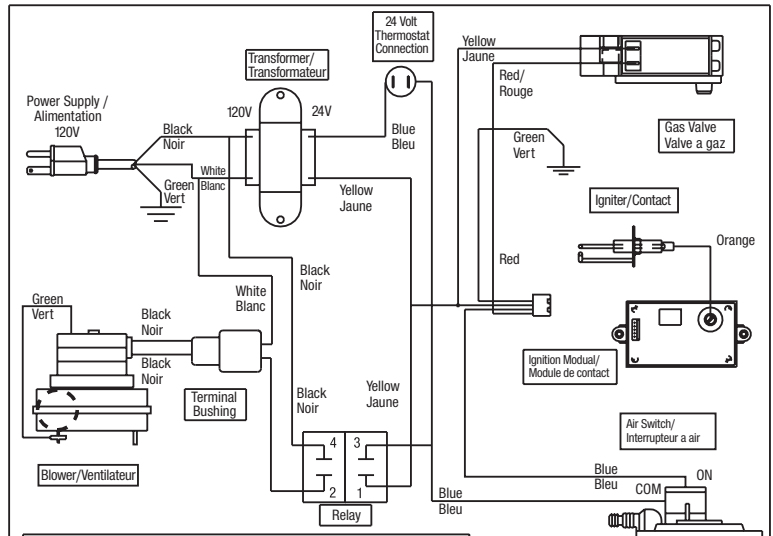 24 Volt
Thermostat
Connection
Transformer/
Transformateur
Yellow
Jaune
Red/
Rouge
Power Supply /
Alimentation
120V
120V
24V
Black
Noir
Blue
Bleu
Green
Vert
Gas Valve
Valve a gaz
White
Blanc
Green
Vert
Yellow
Jaune
Igniter/Contact
Orange
Red
Black
Noir
White
Blanc
Green
Vert
Black
Noir
Black
Noir
Terminal
Bushing
Ignition Modual/
Module de contact
Black
Noir
Yellow
Jaune
Air Switch/
Interrupteur a air
4
3
2
1
Relay
Blower/Ventilateur
Blue
Bleu
ON
COM
Blue
Bleu